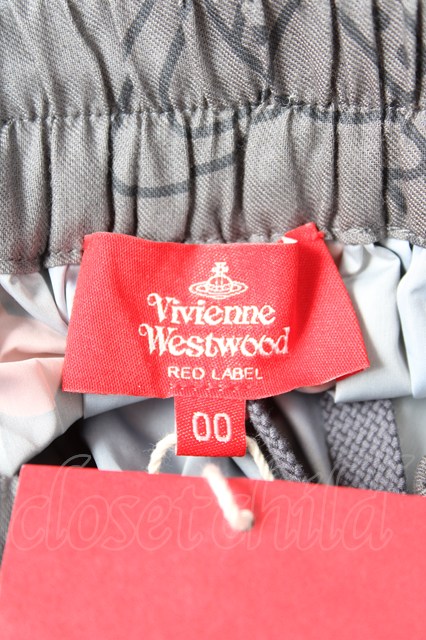 Vivienne
Westwood
RED LABEL
00
closetchild